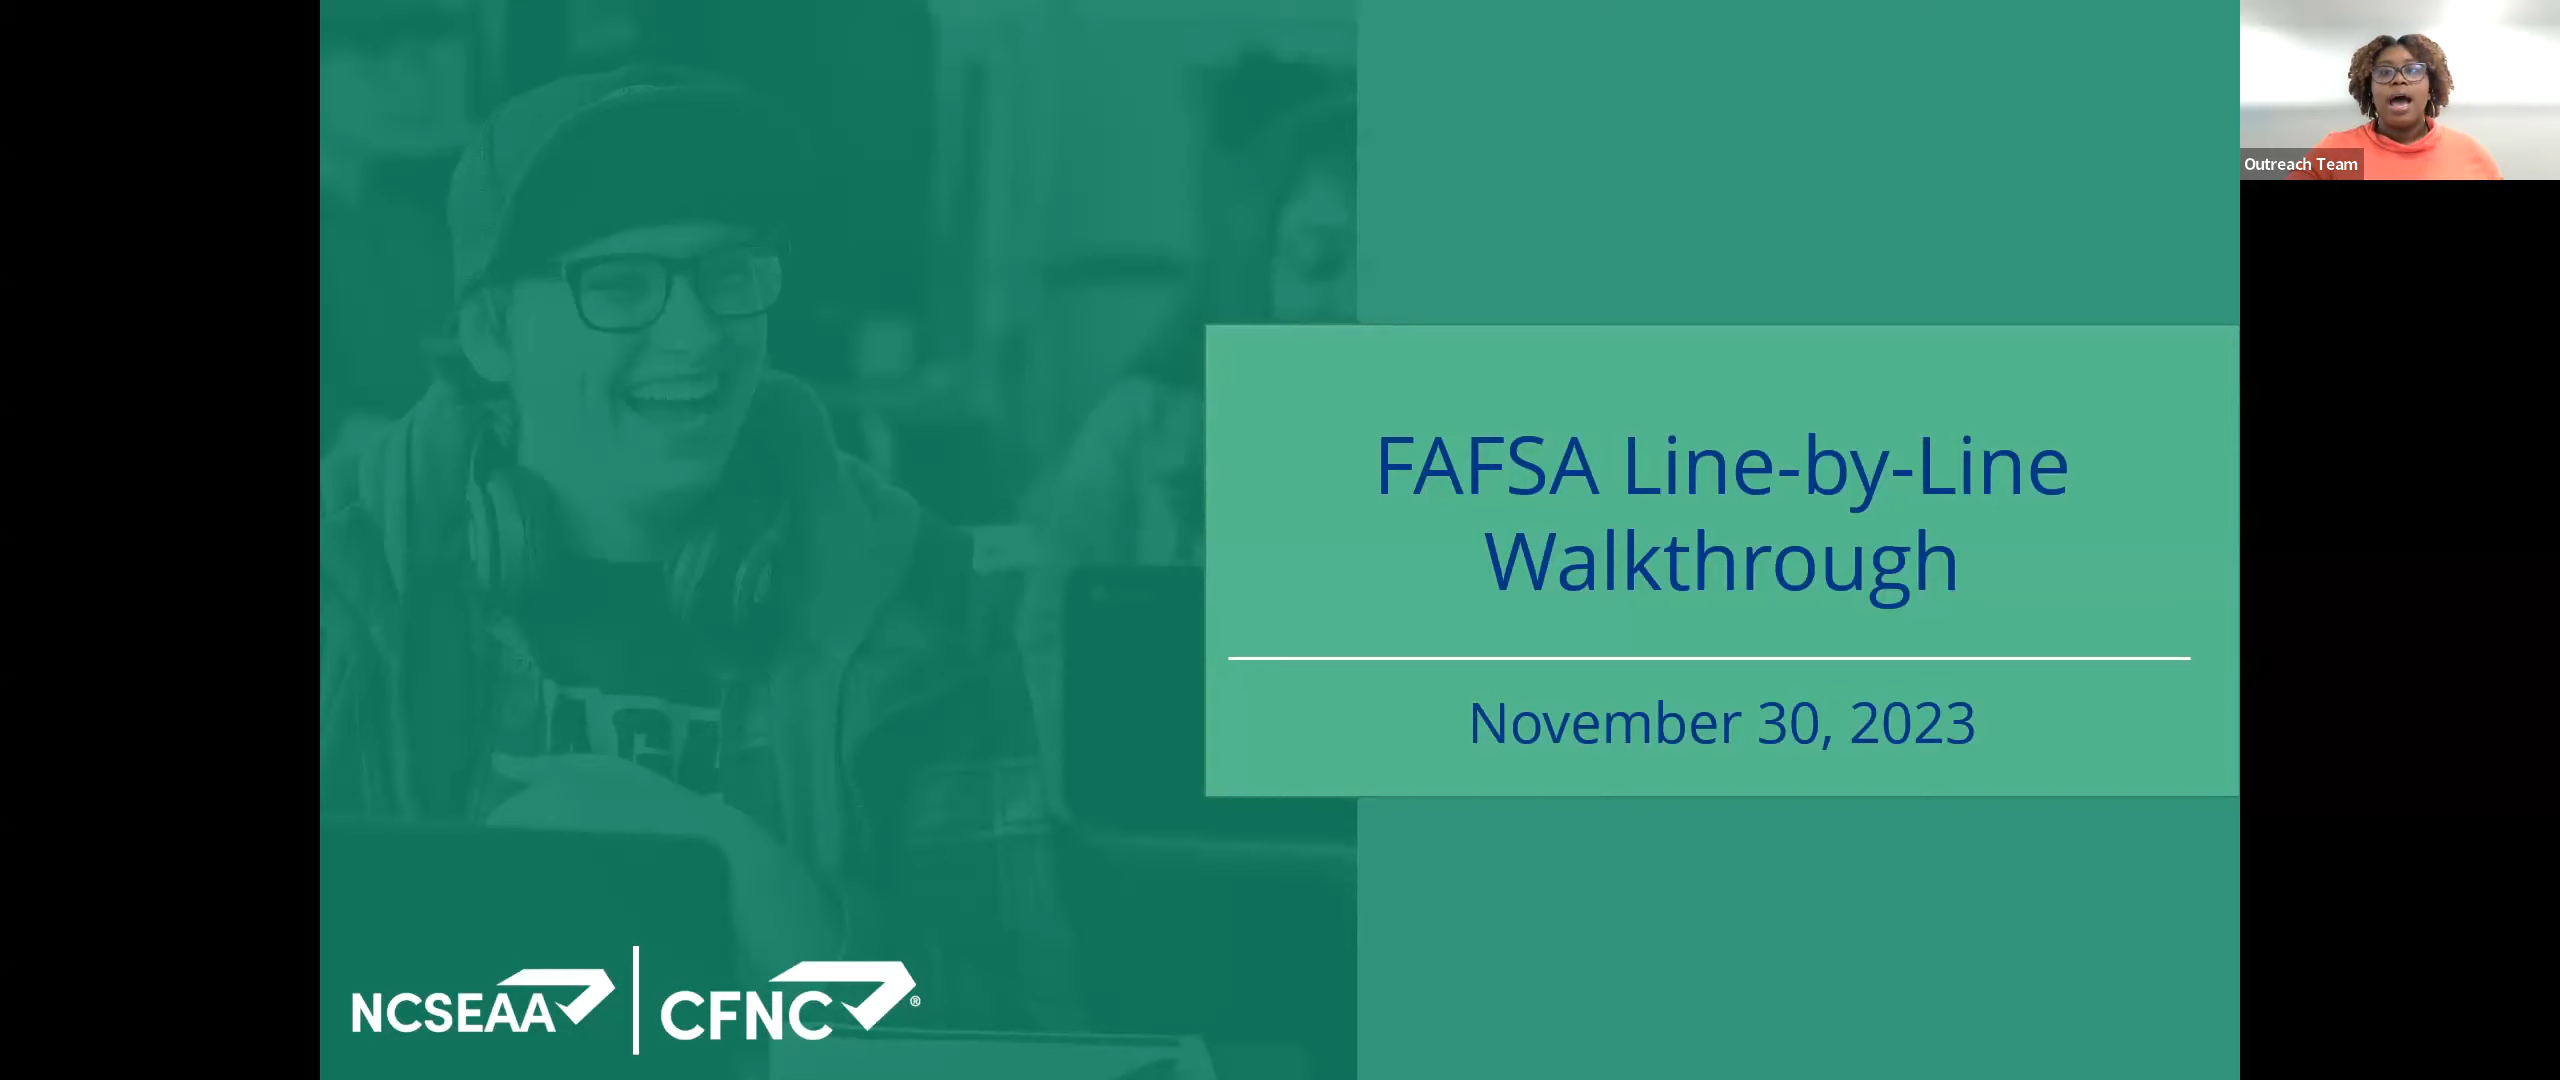 Outreach Team
FAFSA Line-by-Line
Walkthrough
November 30, 2023
NCSEAA
CFNC®